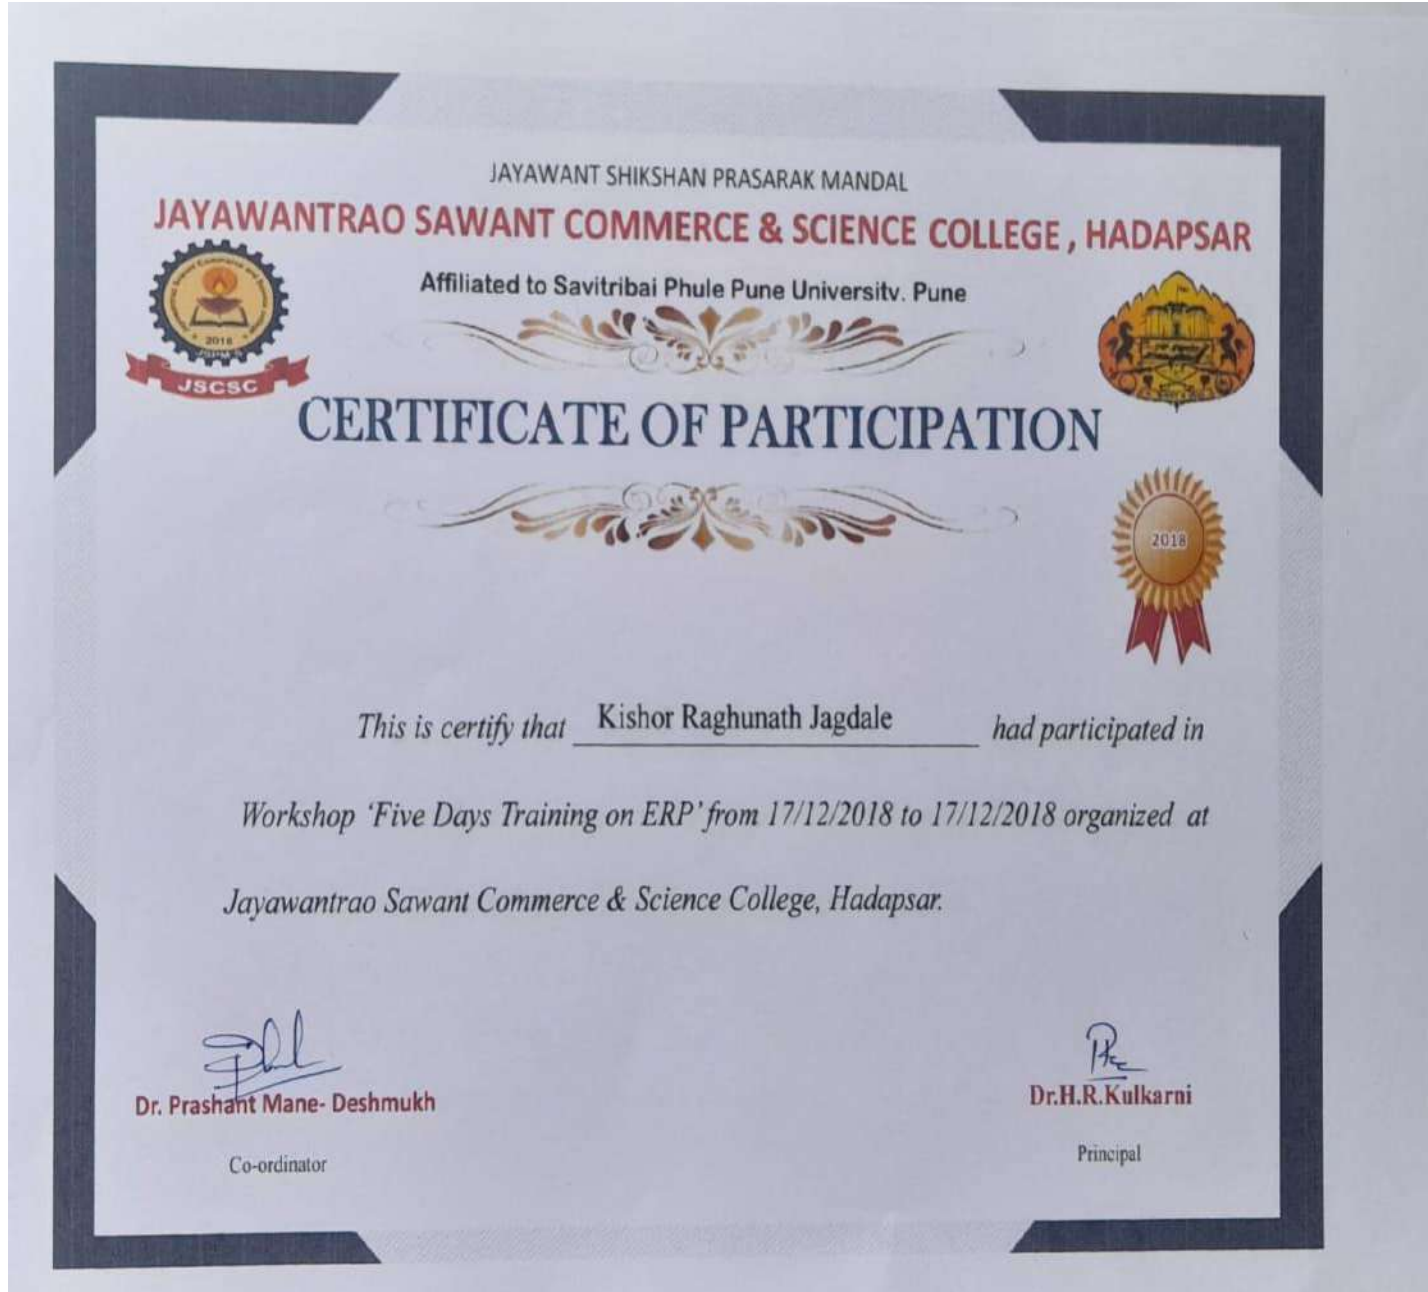 JAYAWANT SHIKSHAN PRASARAK MANDAL
JAYAWANTRAO SAWANT COMMERCE & SCIENCE COLLEGE , HADAPSAR
Affiliated to Savitribai Phule Pune University. Pune
2018
JSPM'S
JSCSC
CERTIFICATE OF PARTICIPATION
2018
This is certify that Kishor Raghunath Jagdale had participated in
Workshop ‘Five Days Training on ERP’ from 17/12/2018 to 17/12/2018 organized at
Jayawantrao Sawant Commerce & Science College, Hadapsar.
Dr. Prashant Mane- Deshmukh
Co-ordinator
Dr.H.R.Kulkarni
Principal